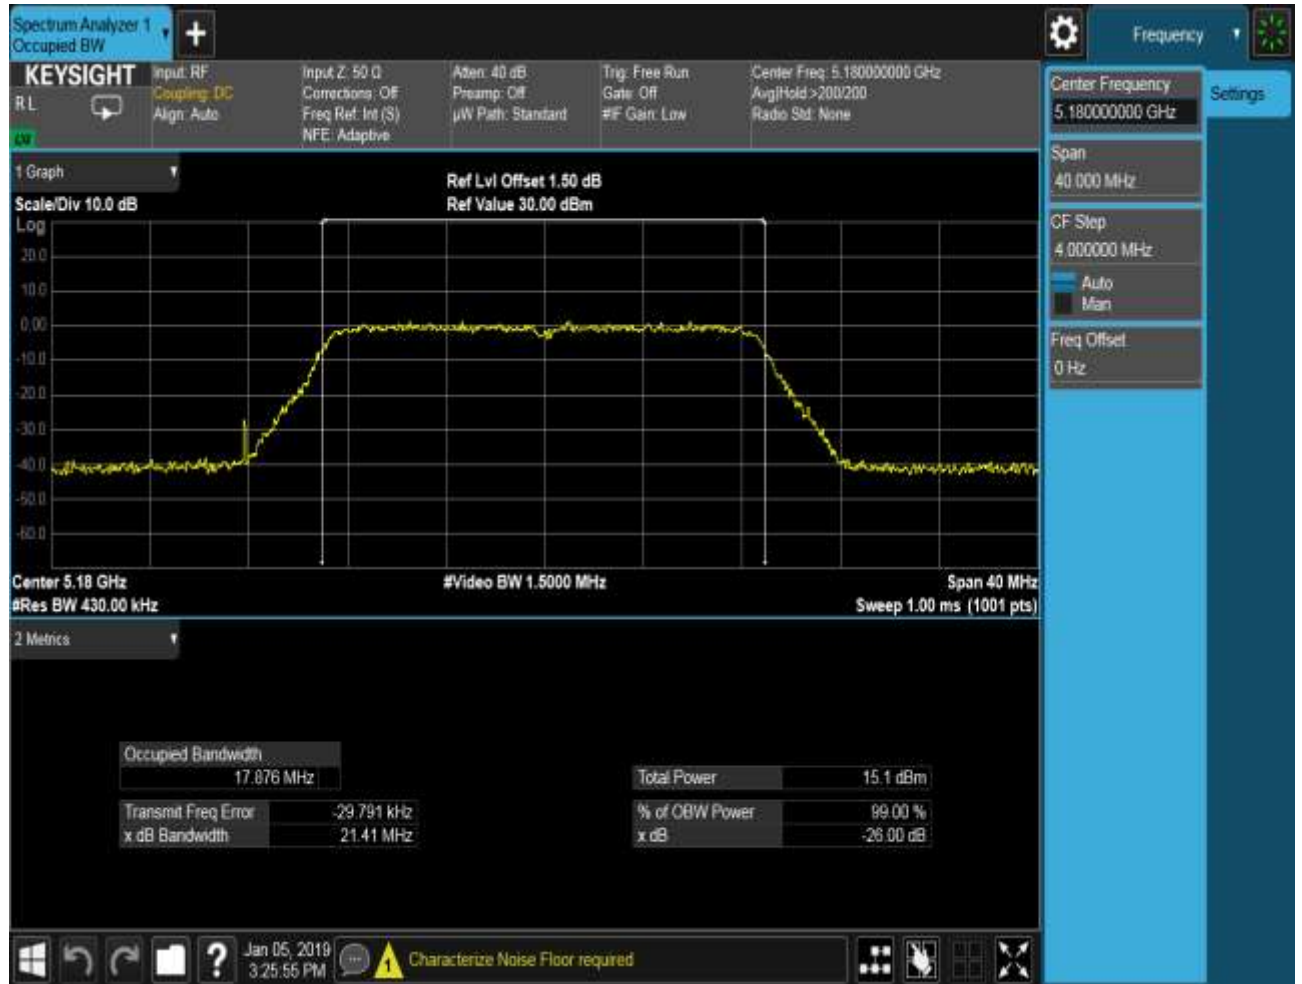 Spectrum Analyzer 1
Occupied BW
Frequency
KEYSIGHT
RL
LXI
Input: RF
Coupling: DC
Align: Auto
Input Z: 50 Ω
Corrections: Off
Freq Ref: Int (S)
NFE: Adaptive
Atten: 40 dB
Preamp: Off
µW Path: Standard
Trig: Free Run
Gate: Off
#IF Gain: Low
Center Freq: 5.180000000 GHz
Avg|Hold>200/200
Radio Std: None
Center Frequency
5.180000000 GHz
Settings
Span
40.000 MHz
CF Step
4.000000 MHz
Auto
Man
Freq Offset
0 Hz
1 Graph
Scale/Div 10.0 dB
Ref Lvl Offset 1.50 dB
Ref Value 30.00 dBm
Log
20.0
10.0
0.00
-10.0
-20.0
-30.0
-40.0
-50.0
-60.0
Center 5.18 GHz
#Video BW 1.5000 MHz
Span 40 MHz
#Res BW 430.00 kHz
Sweep 1.00 ms (1001 pts)
2 Metrics
Occupied Bandwidth
17.876 MHz
Transmit Freq Error -29.791 kHz
x dB Bandwidth 21.41 MHz
Total Power 15.1 dBm
% of OBW Power 99.00 %
x dB -26.00 dB
Jan 05, 2019
3:25:55 PM
1
Characterize Noise Floor required